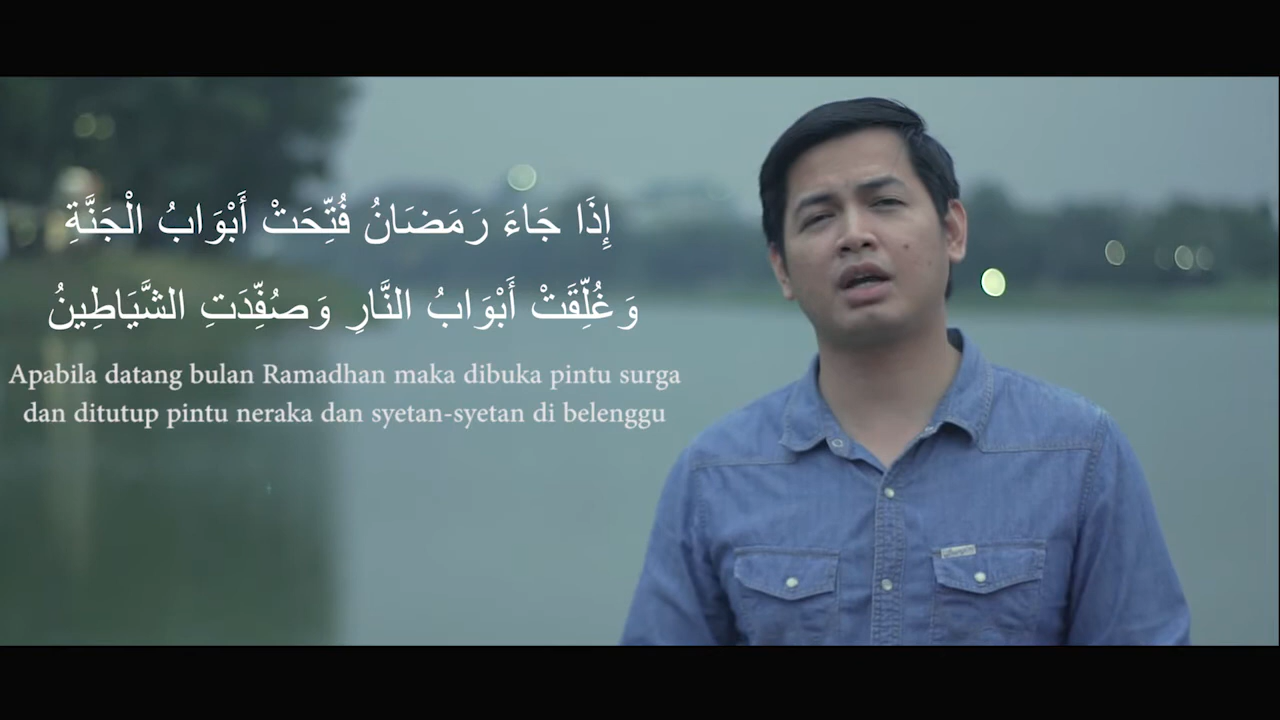 إِذَا جَاءَ رَمَضَانُ فُتِّحَتْ أَبْوَابُ الْجَنَّةِ
وَغُلِّقَتْ أَبْوَابُ النَّارِ وَصُفِّدَتِ الشَّيَاطِينُ
Apabila datang bulan Ramadhan maka dibuka pintu surga
dan ditutup pintu neraka dan syetan-syetan di belenggu